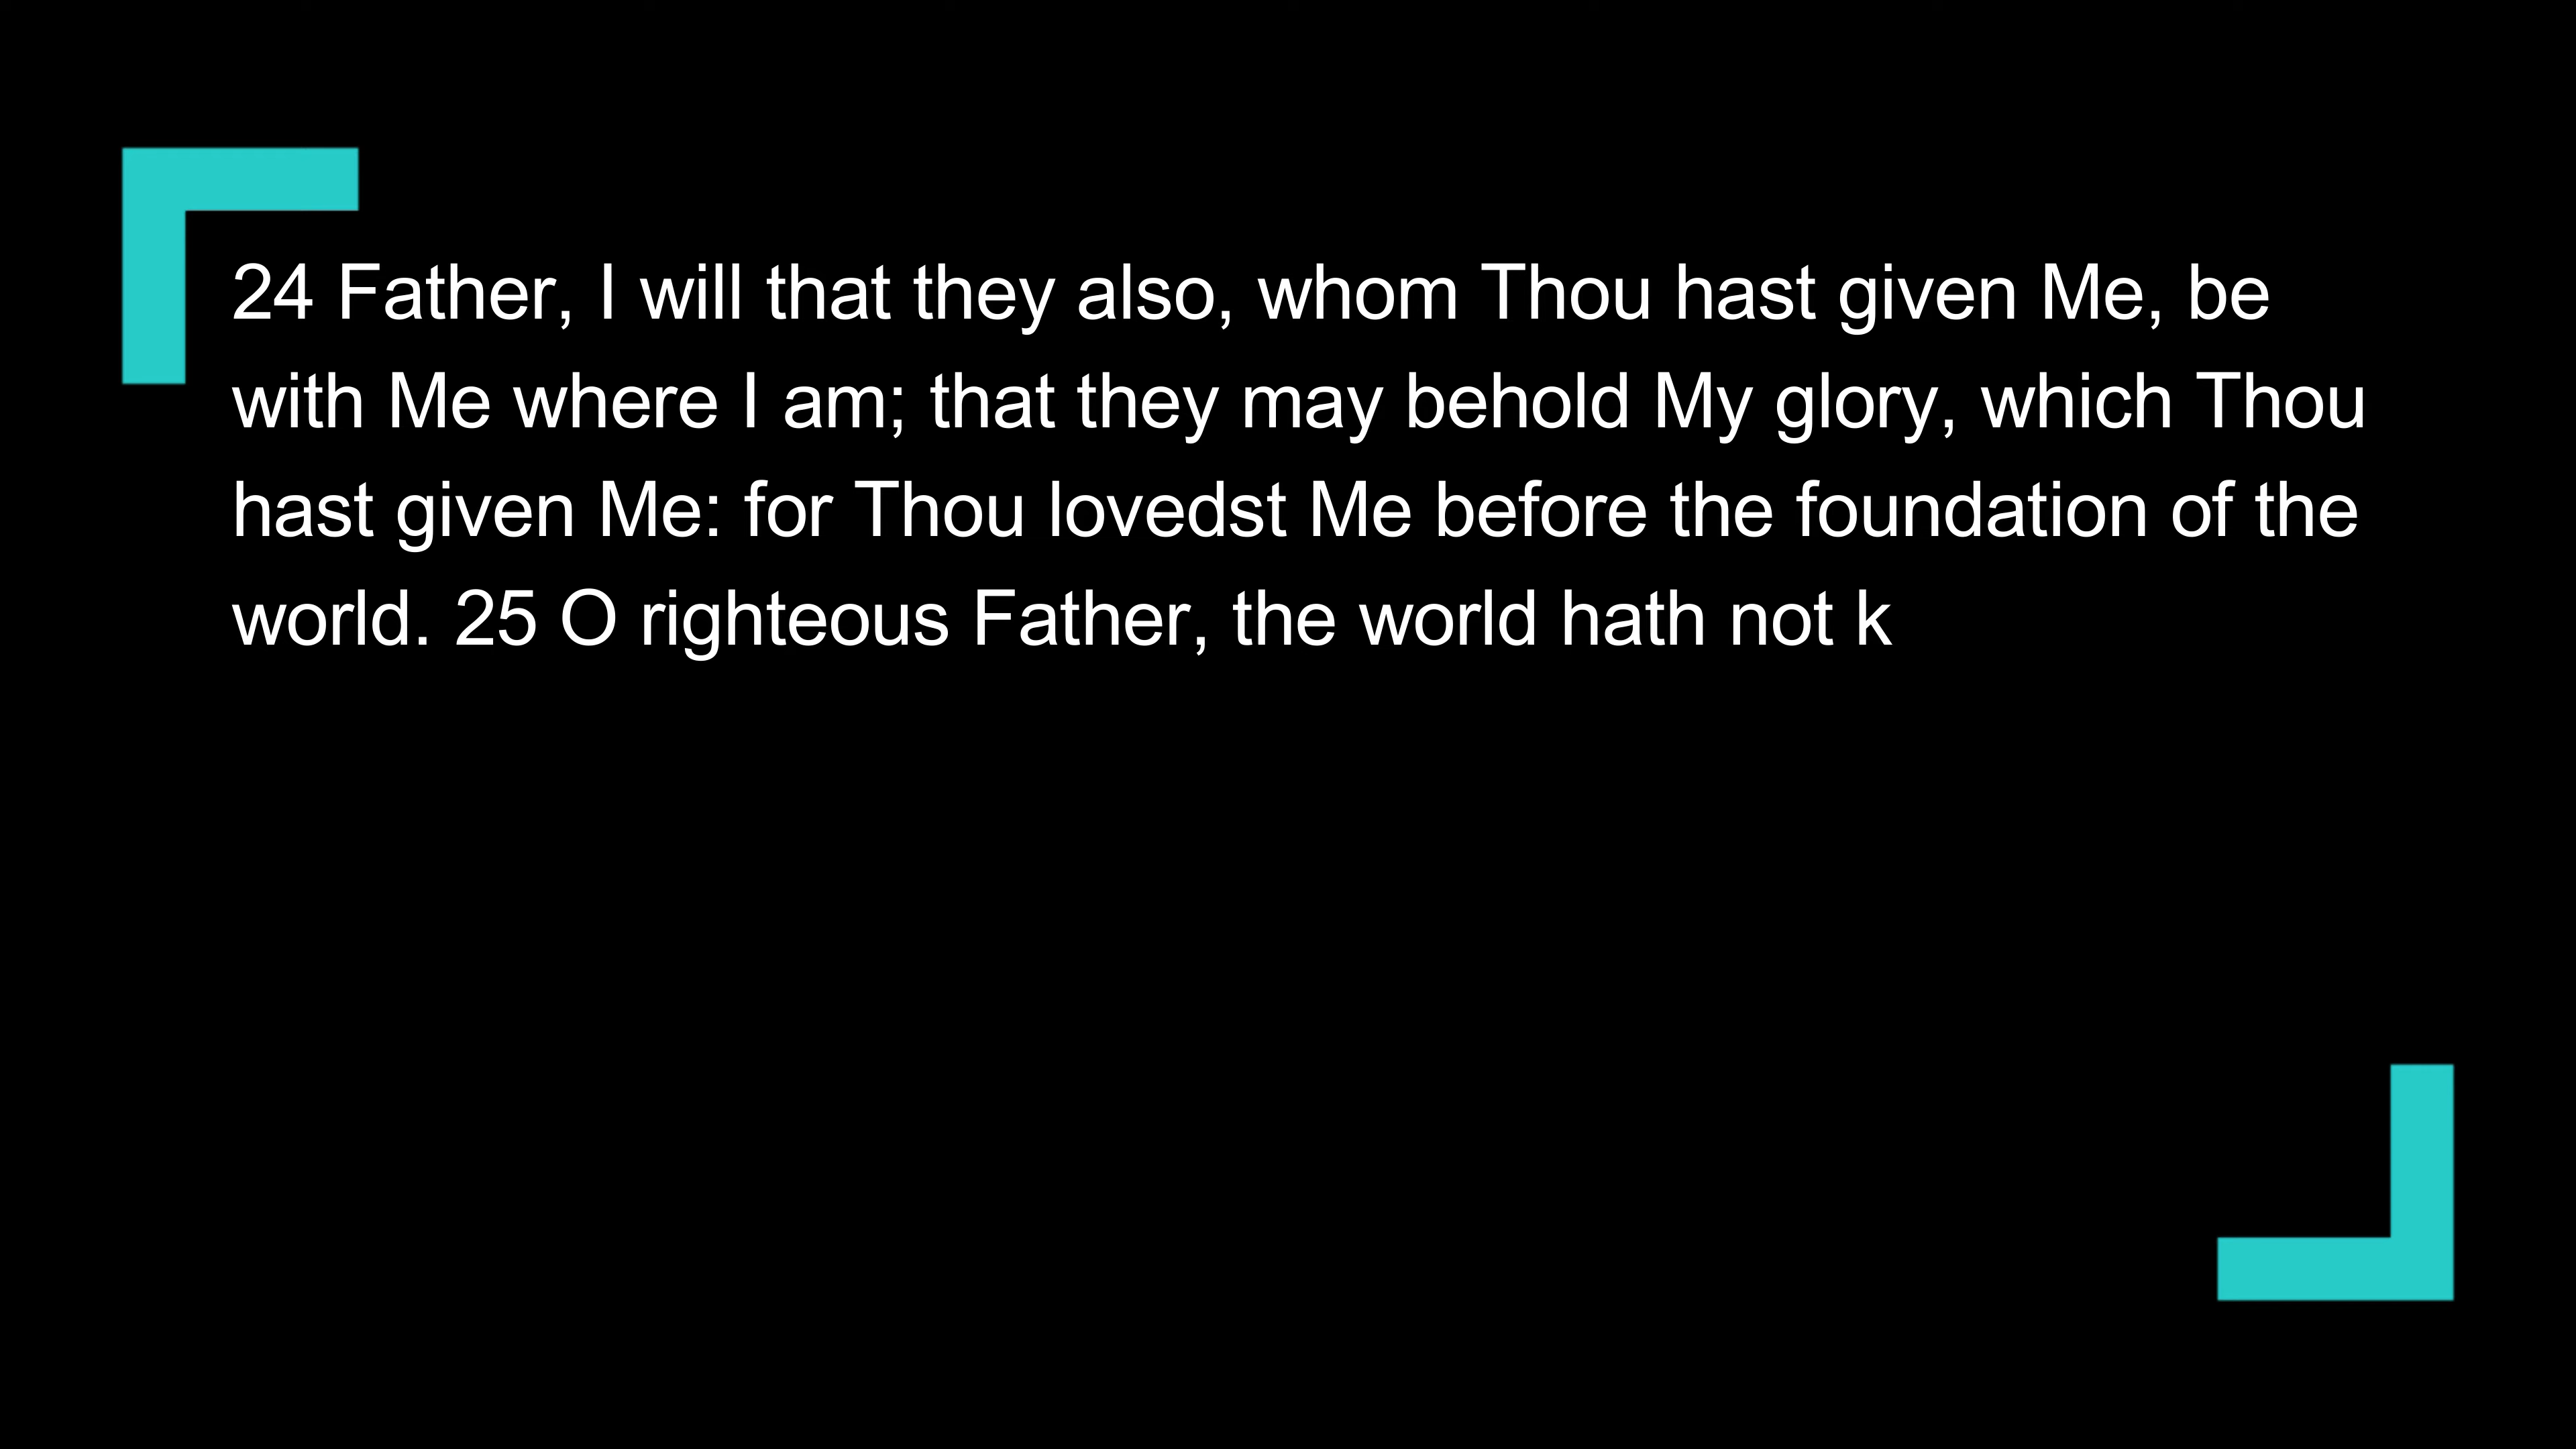 24 Father, I will that they also, whom Thou hast given Me, be
with Me where I am; that they may behold My glory, which Thou
hast given Me: for Thou lovedst Me before the foundation of the
world. 25 O righteous Father, the world hath not k